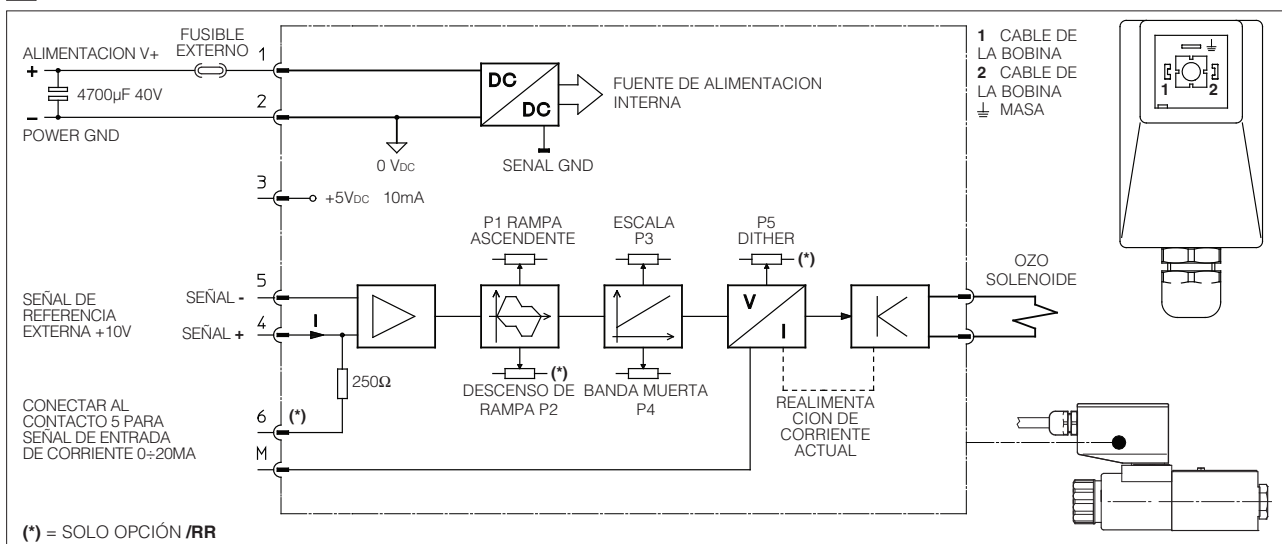 ALIMENTACION V+
FUSIBLE
EXTERNO
1
+
4700µF 40V
2
−
POWER GND
DC
DC
FUENTE DE ALIMENTACION
INTERNA
0 VDC
SENAL GND
3
+5VDC 10mA
P1 RAMPA
ASCENDENTE
ESCALA
P3
P5
DITHER
(*)
OZO
SOLENOIDE
SEÑAL DE
REFERENCIA
EXTERNA +10V
5
SEÑAL -
4
SEÑAL +
I
V
I
250Ω
(*)
DESCENSO DE
RAMPA P2
BANDA MUERTA
P4
REALIMENTA
CION DE
CORRIENTE
ACTUAL
CONECTAR AL
CONTACTO 5 PARA
SEÑAL DE ENTRADA
DE CORRIENTE 0÷20MA
6 (*)
M
(*) = SOLO OPCIÓN /RR
1 CABLE DE
LA BOBINA
2 CABLE DE
LA BOBINA
MASA
1
2